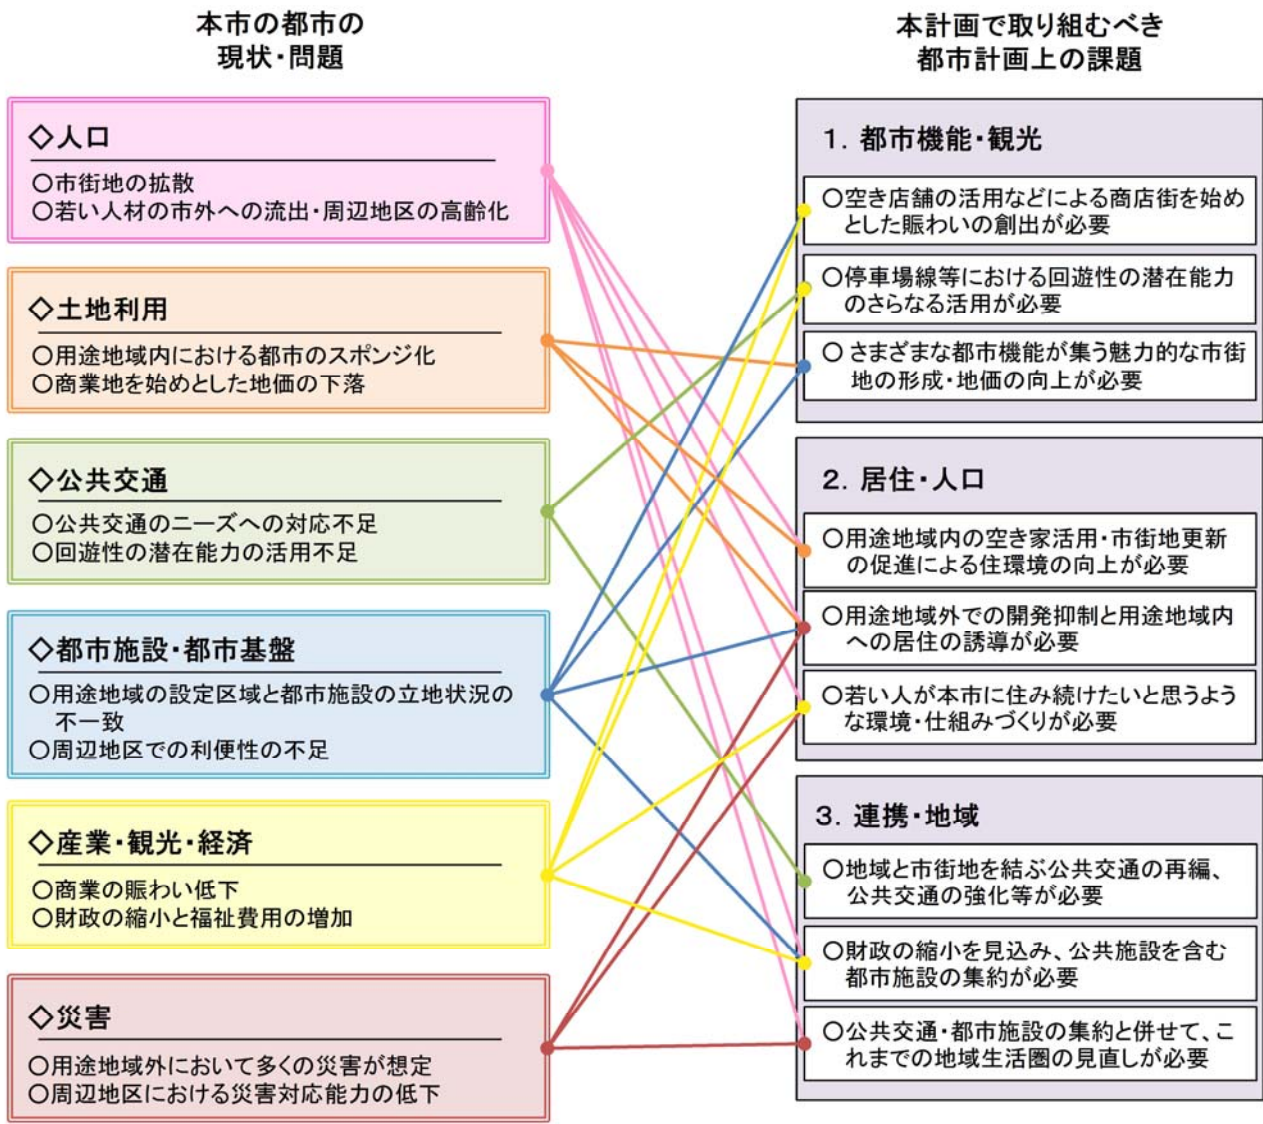 本市の都市の
現状・問題
◇人口
○市街地の拡散
○若い人材の市外への流出・周辺地区の高齢化
◇土地利用
○用途地域内における都市のスポンジ化
○商業地を始めとした地価の下落
◇公共交通
○公共交通のニーズへの対応不足
○回遊性の潜在能力の活用不足
◇都市施設・都市基盤
○用途地域の設定区域と都市施設の立地状況の
不一致
○周辺地区での利便性の不足
◇産業・観光・経済
○商業の賑わい低下
○財政の縮小と福祉費用の増加
◇災害
○用途地域外において多くの災害が想定
○周辺地区における災害対応能力の低下
本計画で取り組むべき
都市計画上の課題
1．都市機能・観光
○空き店舗の活用などによる商店街を始め
とした賑わいの創出が必要
○停車場線等における回遊性の潜在能力
のさらなる活用が必要
○ さまざまな都市機能が集う魅力的な市街
地の形成・地価の向上が必要
2．居住・人口
○用途地域内の空き家活用・市街地更新
の促進による住環境の向上が必要
○用途地域外での開発抑制と用途地域内
への居住の誘導が必要
○若い人が本市に住み続けたいと思うよう
な環境・仕組みづくりが必要
3．連携・地域
○地域と市街地を結ぶ公共交通の再編、
公共交通の強化等が必要
○財政の縮小を見込み、公共施設を含む
都市施設の集約が必要
○公共交通・都市施設の集約と併せて、こ
れまでの地域生活圏の見直しが必要